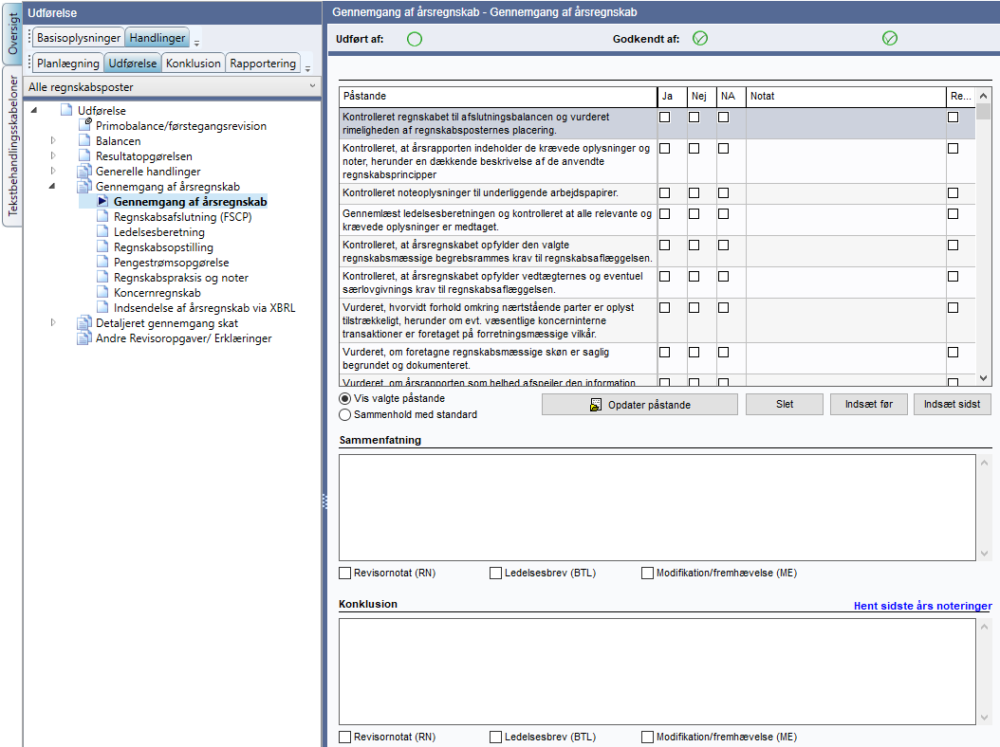 Oversigt
Tekstbehandlingsskabeloner
Udførelse
Basisoplysninger
Handlinger
Planlægning
Udførelse
Konklusion
Rapportering
Alle regnskabsposter
Udførelse
Primobalance/førstegangsrevision
Balancen
Resultatopgørelsen
Generelle handlinger
Gennemgang af årsregnskab
Gennemgang af årsregnskab
Regnskabsafslutning (FSCP)
Ledelsesberetning
Regnskabsopstilling
Pengestrømsopgørelse
Regnskabspraksis og noter
Koncernregnskab
Indsendelse af årsregnskab via XBRL
Detaljeret gennemgang skat
Andre Revisoropgaver/ Erklæringer
Gennemgang af årsregnskab - Gennemgang af årsregnskab
Udført af:
Godkendt af:
Påstande
Ja
Nej
NA
Notat
Re...
Kontrolleret regnskabet til afslutningsbalancen og vurderet
rimeligheden af regnskabsposternes placering.
Kontrolleret, at årsrapporten indeholder de krævede oplysninger og
noter, herunder en dækkende beskrivelse af de anvendte
regnskabsprincipper
Kontrolleret noteoplysninger til underliggende arbejdspapirer.
Gennemlæst ledelsesberetningen og kontrolleret at alle relevante og
krævede oplysninger er medtaget.
Kontrolleret, at årsregnskabet opfylder den valgte
regnskabsmæssige begrebsrammes krav til regnskabsaflæggelsen.
Kontrolleret, at årsregnskabet opfylder vedtægternes og eventuel
særlovgivnings krav til regnskabsaflæggelsen.
Vurderet, hvorvidt forhold omkring nærtstående parter er oplyst
tilstrækkeligt, herunder om evt. væsentlige koncerninterne
transaktioner er foretaget på forretningsmæssige vilkår.
Vurderet, om foretagne regnskabsmæssige skøn er saglig
begrundet og dokumenteret.
Vurderet, om årsrapporten som helhed afspejler den information
Vis valgte påstande
Sammenhold med standard
Opdater påstande
Slet
Indsæt før
Indsæt sidst
Sammenfatning
Revisornotat (RN)
Ledelsesbrev (BTL)
Modifikation/fremhævelse (ME)
Konklusion
Hent sidste års noteringer
Revisornotat (RN)
Ledelsesbrev (BTL)
Modifikation/fremhævelse (ME)